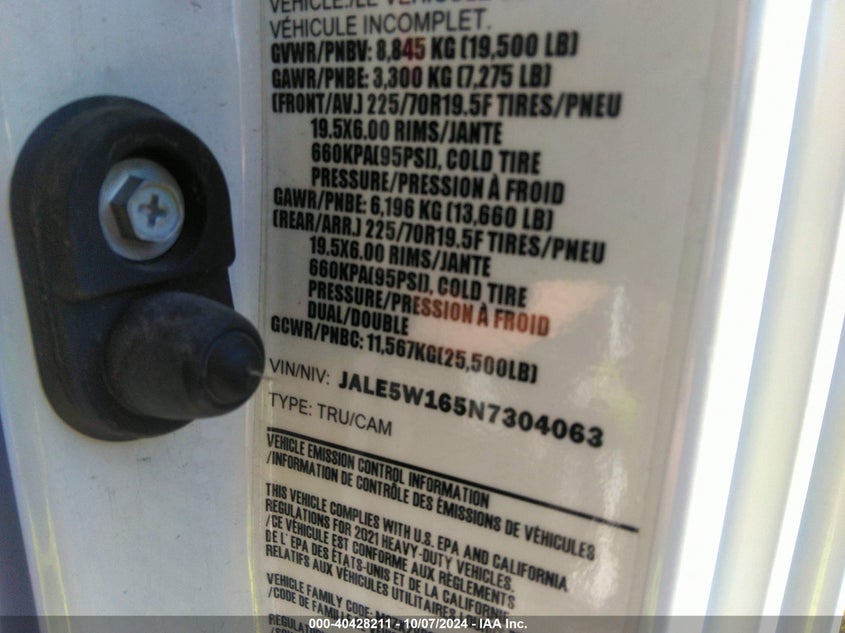 VÉHICULE INCOMPLET.
GVWR/PNBV: 8,845 KG (19,500 LB)
GAWR/PNBE: 3,300 KG (7,275 LB)
(FRONT/AV.) 225/70R19.5F TIRES/PNEU
19.5X6.00 RIMS/JANTE
660KPA(95PSI), COLD TIRE
PRESSURE/PRESSION À FROID
GAWR/PNBE: 6,196 KG (13,660 LB)
(REAR/ARR.) 225/70R19.5F TIRES/PNEU
19.5X6.00 RIMS/JANTE
660KPA(95PSI), COLD TIRE
PRESSURE/PRESSION À FROID
DUAL/DOUBLE
GCWR/PNBC: 11,567KG(25,500LB)
VIN/NIV: JALE5W165N7304063
TYPE: TRU/CAM
VEHICLE EMISSION CONTROL INFORMATION
/INFORMATION DE CONTRÔLE DES ÉMISSIONS DE VÉHICULES
THIS VEHICLE COMPLIES WITH U.S. EPA AND CALIFORNIA
REGULATIONS FOR 2021 HEAVY-DUTY VEHICLES.
/CE VÉHICULE EST CONFORME AUX RÈGLEMENTS
DE L'EPA DES ÉTATS-UNIS ET DE LA CALIFORNIE
RELATIFS AUX VÉHICULES UTILITAIRES
VEHICLE FAMILY CODE:
/CODE DE FAMILLE
REGULATORY
000-40428211 - 10/07/2024 - IAA Inc.